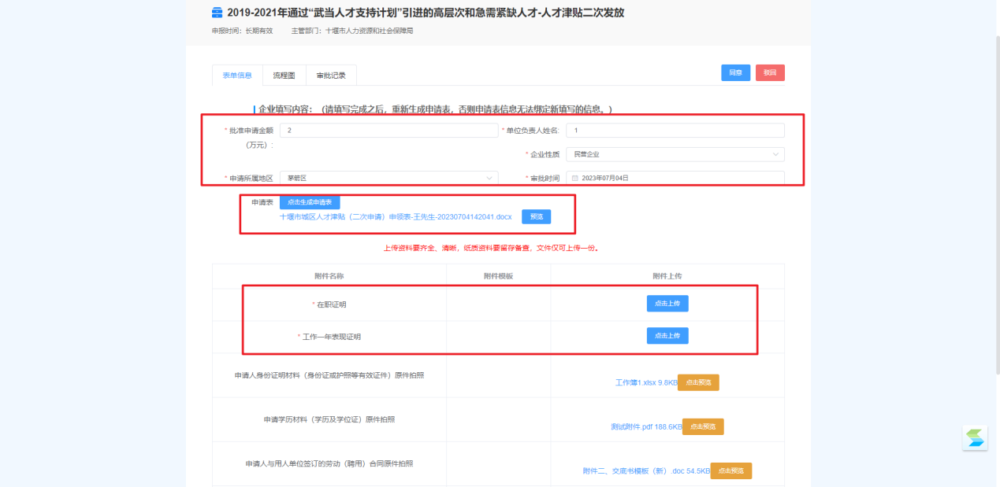 2019-2021年通过“武当人才支持计划”引进的高层次和急需紧缺人才-人才津贴二次发放
申报时间：长期有效 主管部门：十堰市人力资源和社会保障局
表单信息 流程图 审批记录 同意 驳回
企业填写内容：（请填写完成之后，重新生成申请表，否则申请表信息无法绑定新填写的信息。）
* 批准申请金额（万元）： 2 * 单位负责人姓名: 1
* 企业性质 民营企业
* 申请所属地区 茅箭区 * 审批时间 2023年07月04日
申请表 点击生成申请表
十堰市城区人才津贴（二次申请）申领表-王先生-20230704142041.docx 预览
上传资料要齐全、清晰，纸质资料要留存备查，文件仅可上传一份。
附件名称 附件模板 附件上传
* 在职证明 点击上传
* 工作一年表现证明 点击上传
申请人身份证明材料（身份证或护照等有效证件）原件拍照 工作簿1.xlsx 9.8KB 点击预览
申请学历材料（学历及学位证）原件拍照 测试附件.pdf 188.6KB 点击预览
申请人与用人单位签订的劳动（聘用）合同原件拍照 附件二、交底书模板（新）.doc 54.5KB 点击预览